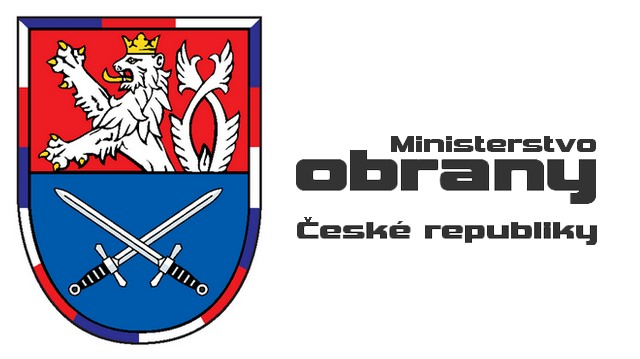 Ministerstvo
obrany
České republiky